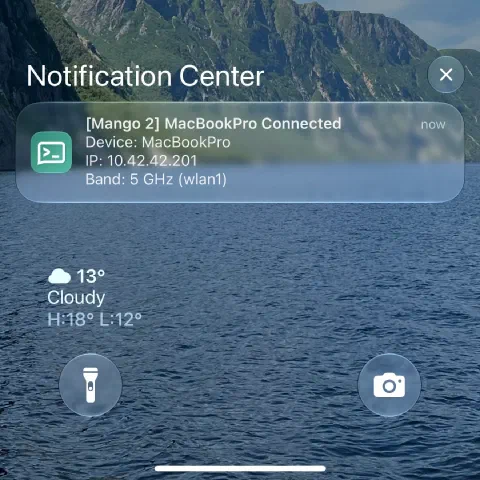 Notification Center
[Mango 2] MacBookPro Connected now
Device: MacBookPro
IP: 10.42.42.201
Band: 5 GHz (wlan1)
13°
Cloudy
H:18° L:12°